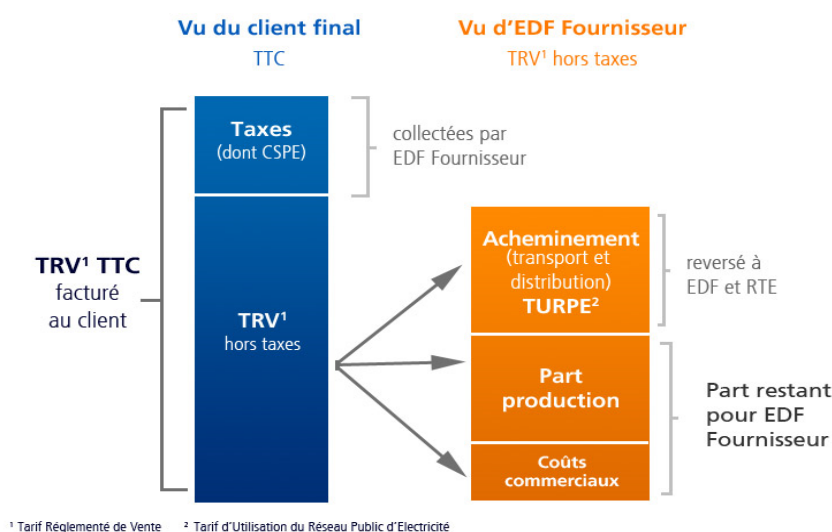 Vu du client final
TTC
Vu d'EDF Fournisseur
TRV¹ hors taxes
Taxes
(dont CSPE)
collectées par
EDF Fournisseur
TRV¹ TTC
facturé
au client
TRV¹
hors taxes
Acheminement
(transport et
distribution)
TURPE²
reversé à
EDF et RTE
Part
production
Part restant
pour EDF
Fournisseur
Coûts
commerciaux
¹ Tarif Réglementé de Vente ² Tarif d'Utilisation du Réseau Public d'Electricité